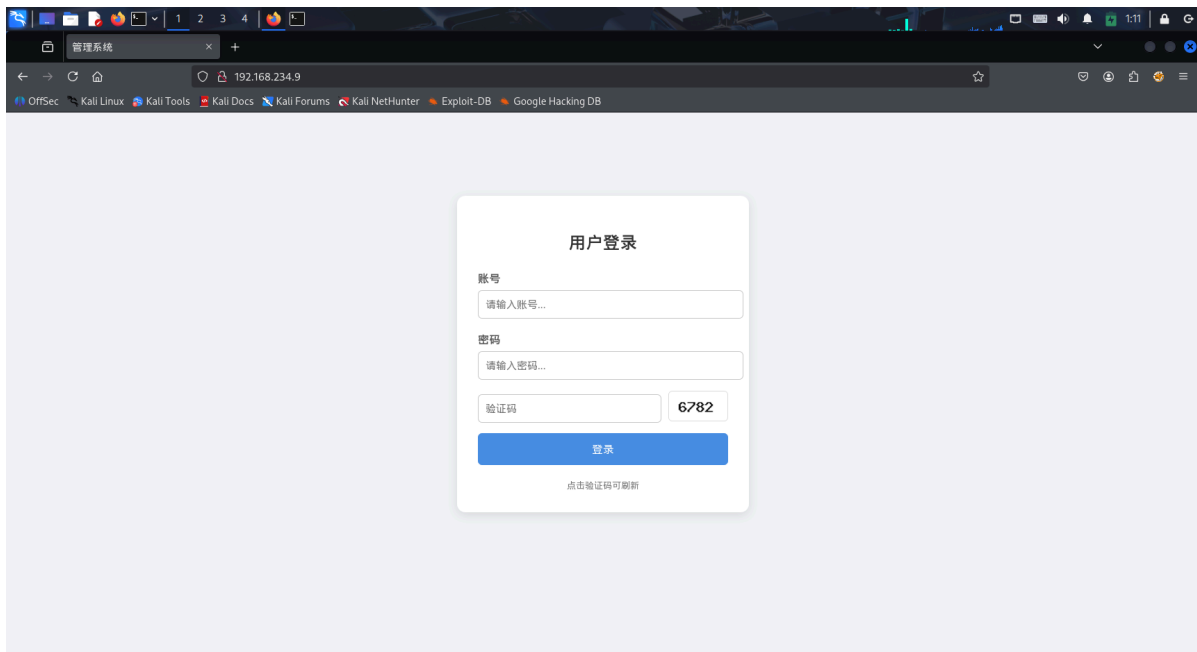 1 2 3 4
1:11
管理系统
192.168.234.9
OffSec Kali Linux Kali Tools Kali Docs Kali Forums Kali NetHunter Exploit-DB Google Hacking DB
用户登录
账号
请输入账号...
密码
请输入密码...
验证码 6782
登录
点击验证码可刷新